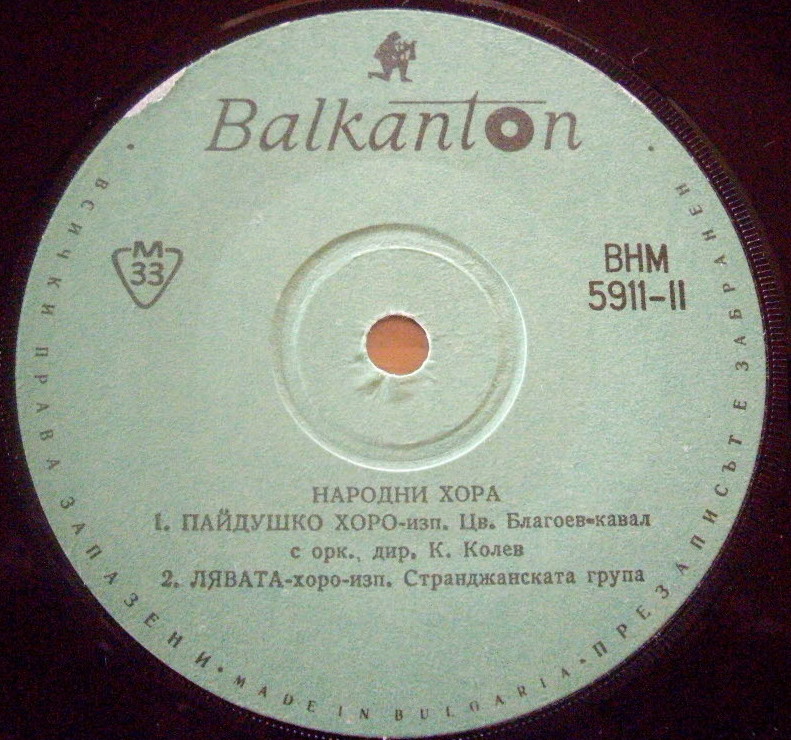 Balkanton
М
33
ВНМ
5911-II
НАРОДНИ ХОРА
1. ПАЙДУШКО ХОРО-изп. Цв. Благоев-кавал
с орк., дир. К. Колев
2. ЛЯВАТА-хоро-изп. Странджанската група
ВСИЧКИ ПРАВА ЗАПАЗЕНИ • MADE IN BULGARIA • ПРЕЗАПИСЪТ Е ЗАБРАНЕН